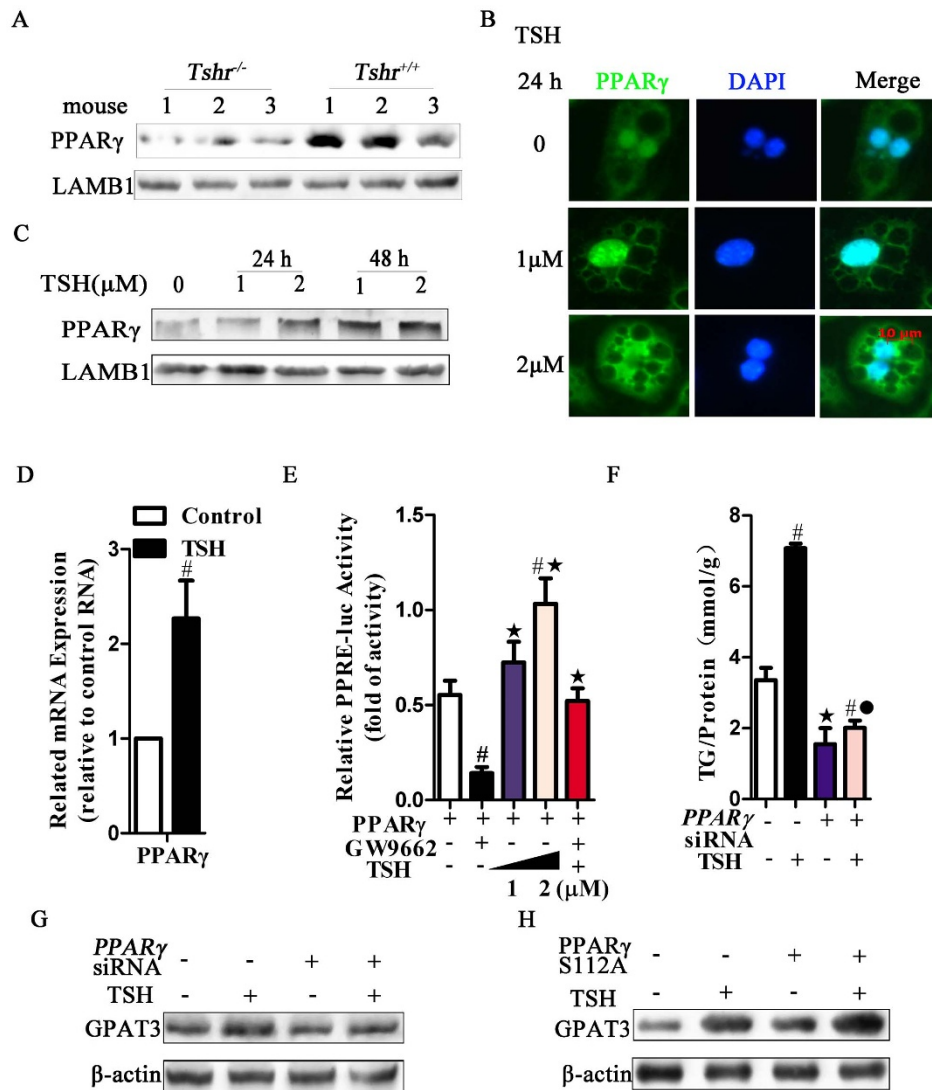 A
Tshr-/- Tshr+/+
mouse 1 2 3 1 2 3
PPARγ
LAMB1
B
TSH
24 h PPARγ DAPI Merge
0
1μM
2μM
10 μm
C
24 h 48 h
TSH(μM) 0 1 2 1 2
PPARγ
LAMB1
D
Control
TSH
Related mRNA Expression
(relative to control RNA)
3
2
1
0
#
PPARγ
E
Relative PPRE-luc Activity
(fold of activity)
1.5
1.0
0.5
0.0
# ★ #★ ★
PPARγ + + + + +
GW9662 - + - - +
TSH - - +
1 2 (μM)
F
TG/Protein (mmol/g)
8
6
4
2
0
# ★ #●
PPARγ - - + +
siRNA
TSH - + - +
G
PPARγ - - + +
siRNA
TSH - + - +
GPAT3
β-actin
H
PPARγ - - + +
S112A
TSH - + - +
GPAT3
β-actin